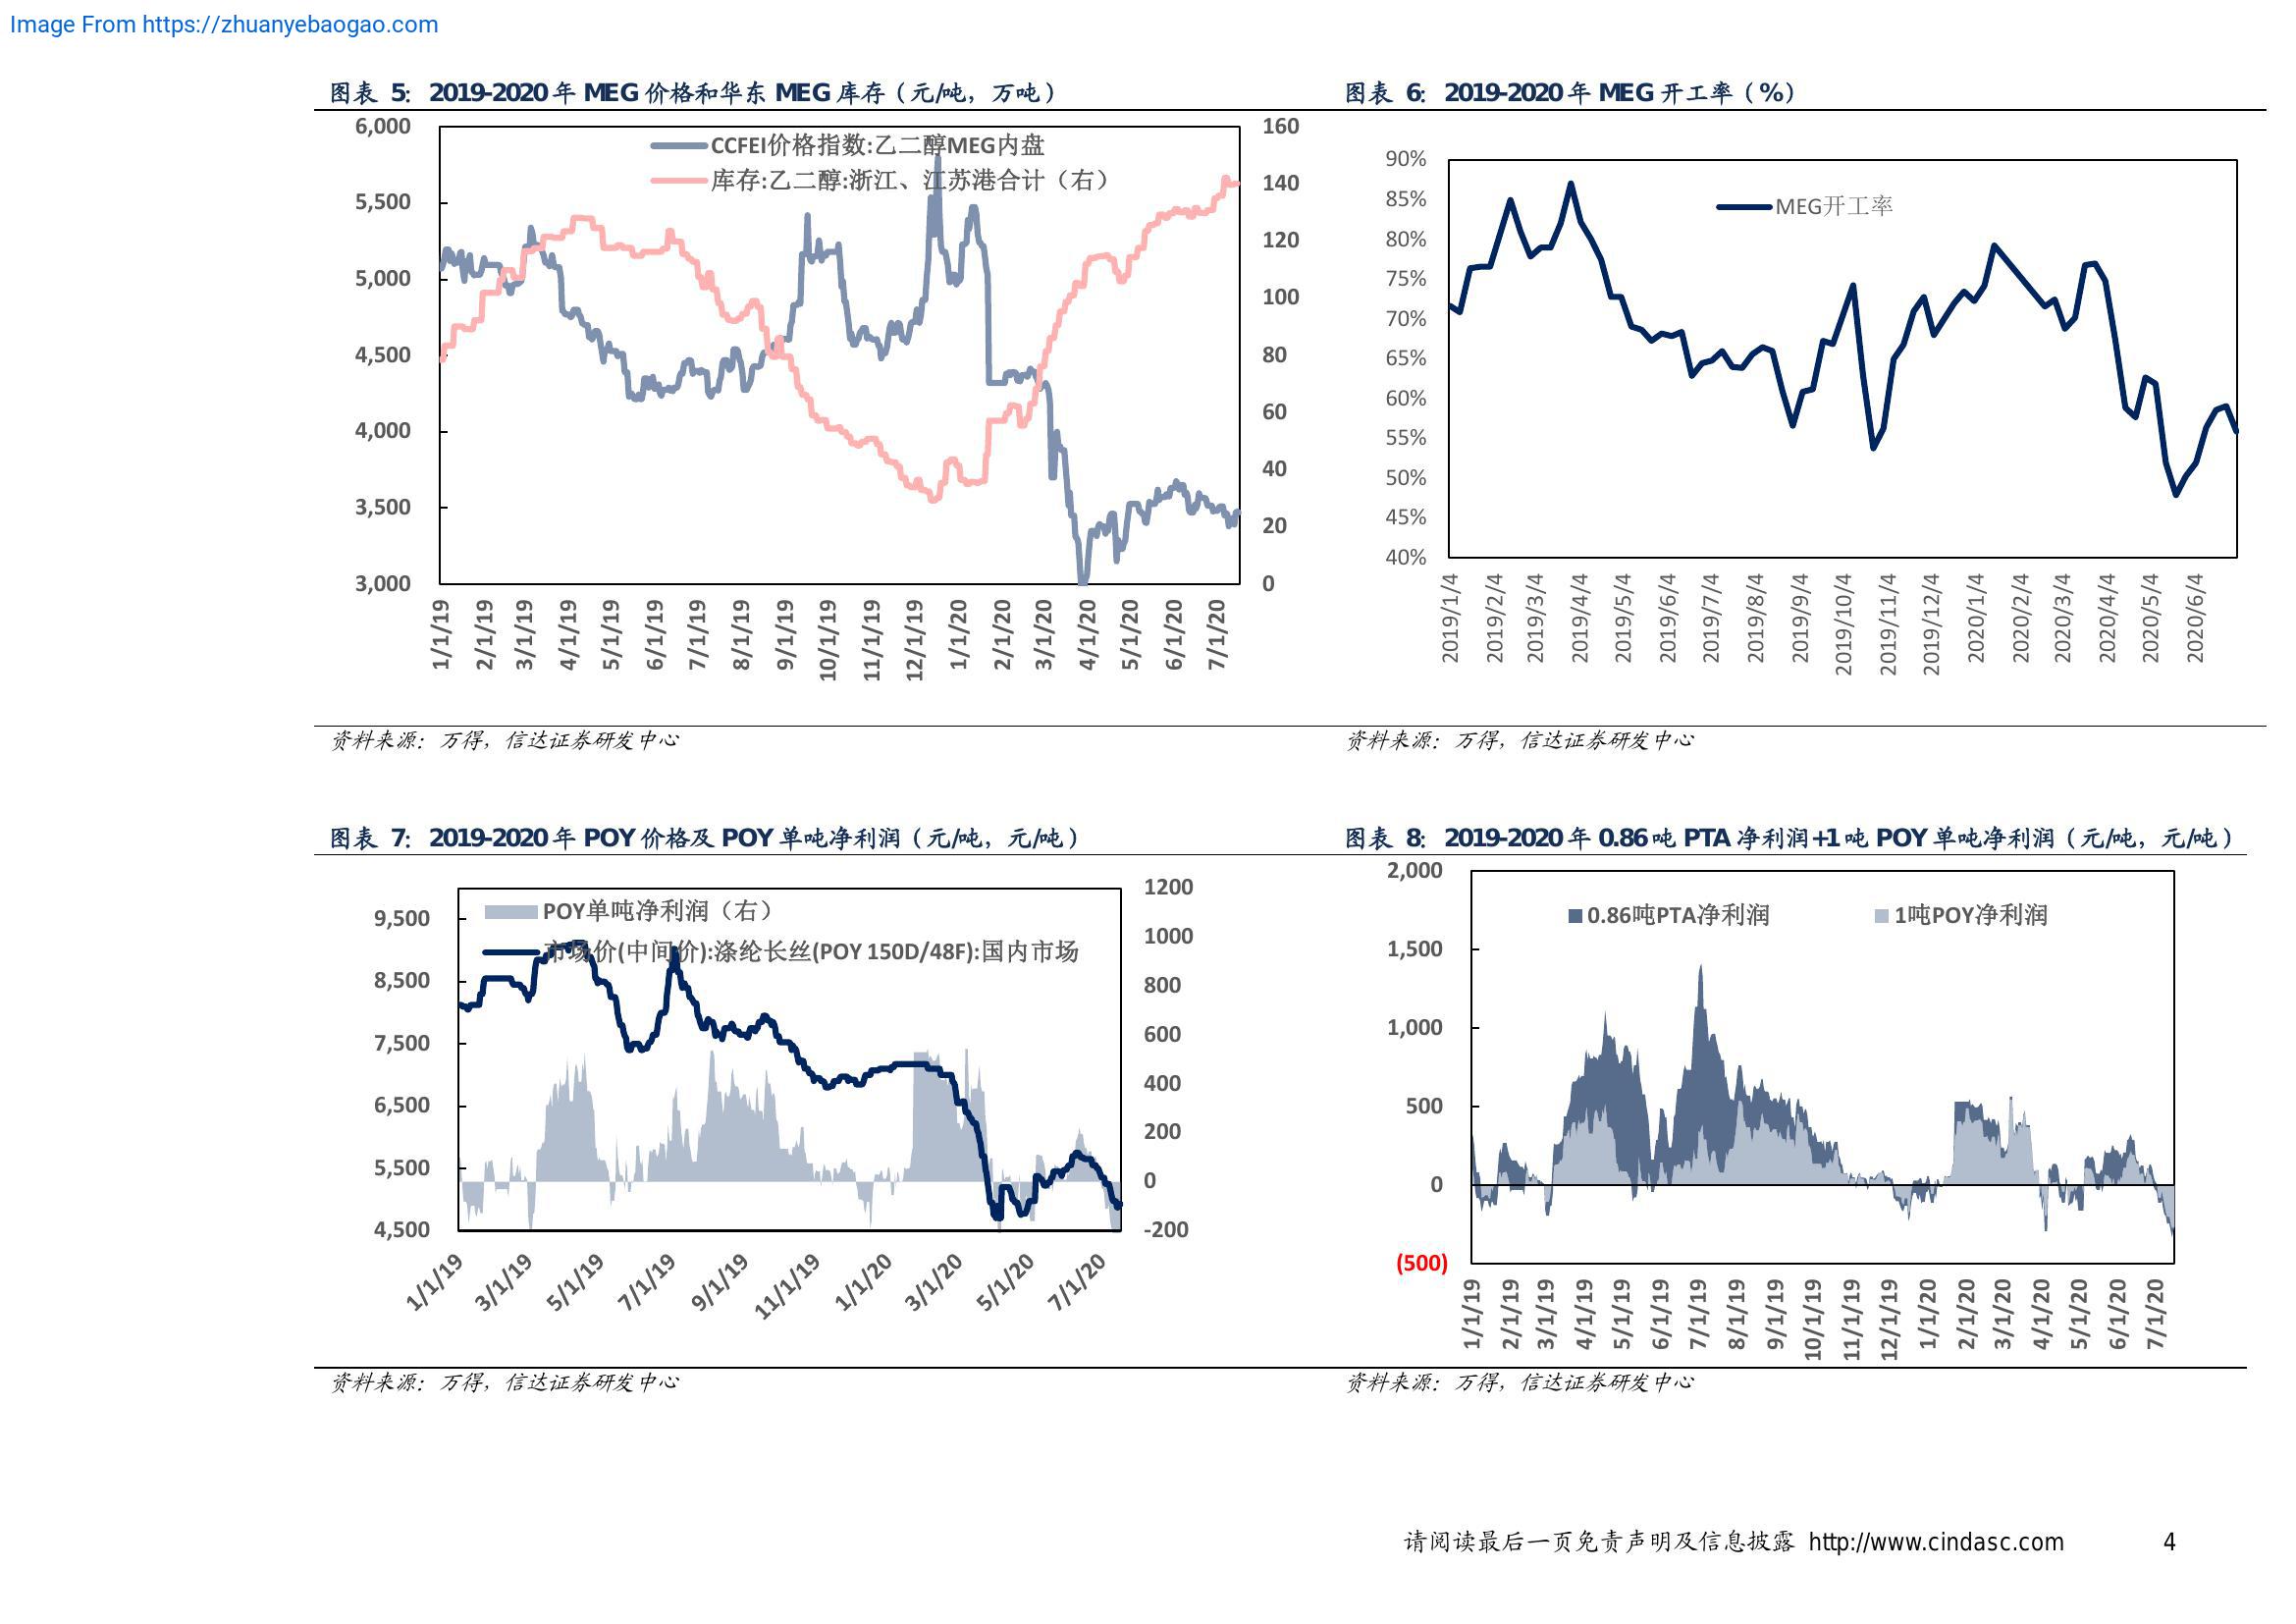 Image From https://zhuanyebaogao.com
图表 5: 2019-2020 年 MEG 价格和华东 MEG 库存（元/吨，万吨）
6,000
5,500
5,000
4,500
4,000
3,500
3,000
CCFEI价格指数:乙二醇MEG内盘
库存:乙二醇:浙江、江苏港合计（右）
160
140
120
100
80
60
40
20
0
1/1/19 2/1/19 3/1/19 4/1/19 5/1/19 6/1/19 7/1/19 8/1/19 9/1/19 10/1/19 11/1/19 12/1/19 1/1/20 2/1/20 3/1/20 4/1/20 5/1/20 6/1/20 7/1/20
资料来源：万得，信达证券研发中心
图表 6: 2019-2020 年 MEG 开工率（%）
90%
85%
80%
75%
70%
65%
60%
55%
50%
45%
40%
MEG开工率
2019/1/4 2019/2/4 2019/3/4 2019/4/4 2019/5/4 2019/6/4 2019/7/4 2019/8/4 2019/9/4 2019/10/4 2019/11/4 2019/12/4 2020/1/4 2020/2/4 2020/3/4 2020/4/4 2020/5/4 2020/6/4
资料来源：万得，信达证券研发中心
图表 7: 2019-2020 年 POY 价格及 POY 单吨净利润（元/吨，元/吨）
9,500
8,500
7,500
6,500
5,500
4,500
POY单吨净利润（右）
市场价(中间价):涤纶长丝(POY 150D/48F):国内市场
1200
1000
800
600
400
200
0
-200
1/1/19 3/1/19 5/1/19 7/1/19 9/1/19 11/1/19 1/1/20 3/1/20 5/1/20 7/1/20
资料来源：万得，信达证券研发中心
图表 8: 2019-2020 年 0.86 吨 PTA 净利润+1 吨 POY 单吨净利润（元/吨，元/吨）
2,000
1,500
1,000
500
0
(500)
0.86吨PTA净利润
1吨POY净利润
1/1/19 2/1/19 3/1/19 4/1/19 5/1/19 6/1/19 7/1/19 8/1/19 9/1/19 10/1/19 11/1/19 12/1/19 1/1/20 2/1/20 3/1/20 4/1/20 5/1/20 6/1/20 7/1/20
资料来源：万得，信达证券研发中心
请阅读最后一页免责声明及信息披露 http://www.cindasc.com 4